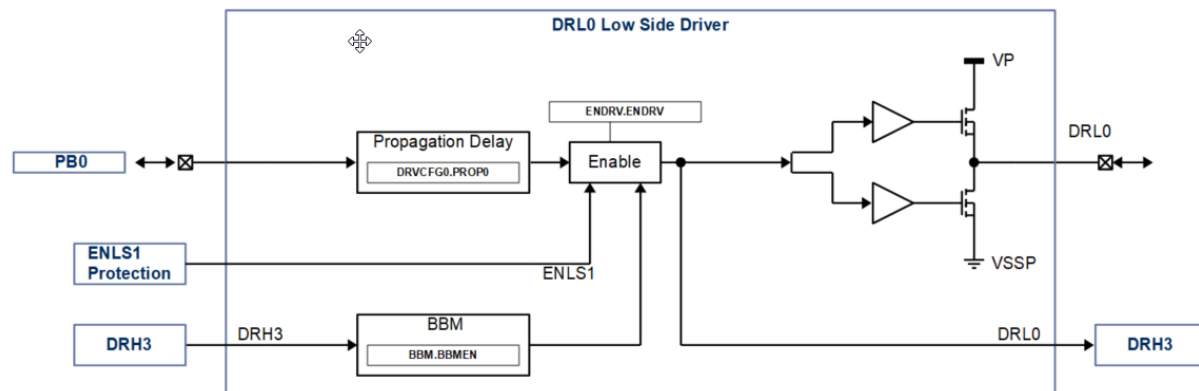 DRL0 Low Side Driver
VP
ENDRV.ENDRV
Propagation Delay
DRL0
PB0
Enable
DRVCFG0.PROP0
ENLS1
Protection
ENLS1
VSSP
BBM
DRH3
DRH3
DRL0
DRH3
BBM.BBMEN